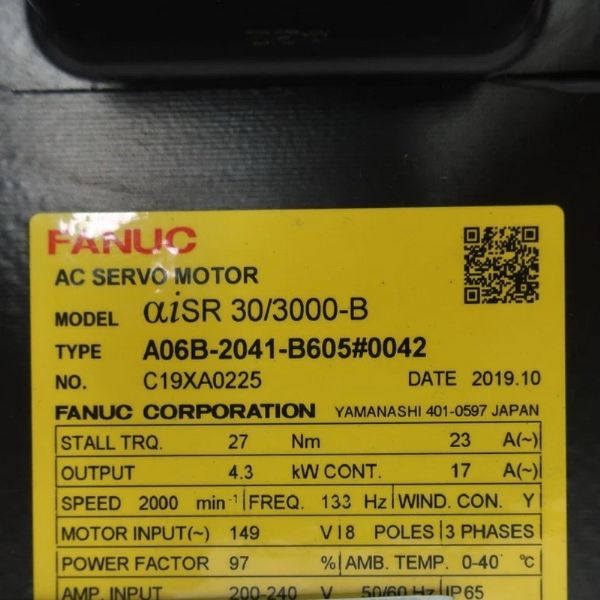 FANUC
AC SERVO MOTOR
MODEL αiSR 30/3000-B
TYPE A06B-2041-B605#0042
NO. C19XA0225 DATE 2019.10
FANUC CORPORATION YAMANASHI 401-0597 JAPAN
STALL TRQ. 27 Nm 23 A(~)
OUTPUT 4.3 kW CONT. 17 A(~)
SPEED 2000 min⁻¹ FREQ. 133 Hz WIND. CON. Y
MOTOR INPUT(~) 149 V 8 POLES 3 PHASES
POWER FACTOR 97 % AMB. TEMP. 0-40 ℃
AMP. INPUT 200-240 V 50/60 Hz IP65